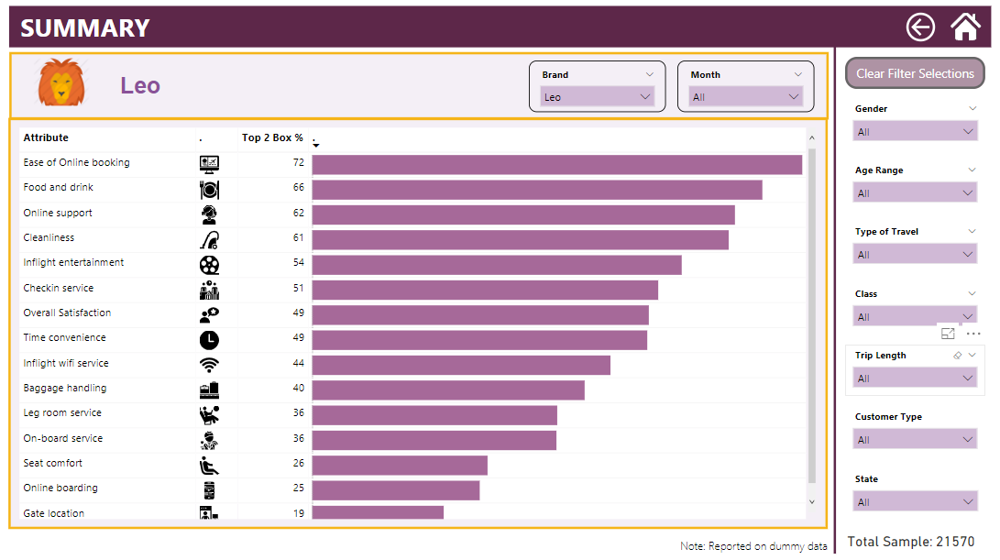 SUMMARY
Leo
Brand
Leo
Month
All
Clear Filter Selections
Attribute . Top 2 Box % .
Ease of Online booking 72
Food and drink 66
Online support 62
Cleanliness 61
Inflight entertainment 54
Checkin service 51
Overall Satisfaction 49
Time convenience 49
Inflight wifi service 44
Baggage handling 40
Leg room service 36
On-board service 36
Seat comfort 26
Online boarding 25
Gate location 19
Gender
All
Age Range
All
Type of Travel
All
Class
All
Trip Length
All
Customer Type
All
State
All
Total Sample: 21570
Note: Reported on dummy data